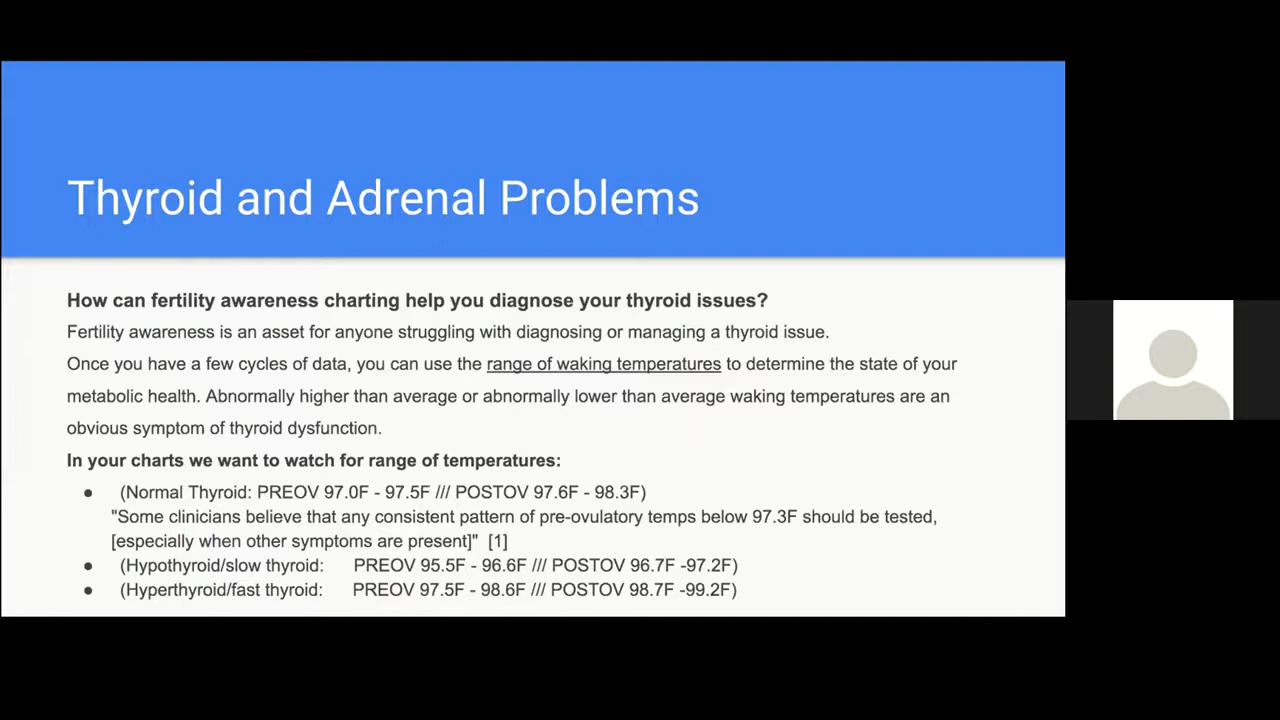 Thyroid and Adrenal Problems
How can fertility awareness charting help you diagnose your thyroid issues?
Fertility awareness is an asset for anyone struggling with diagnosing or managing a thyroid issue.
Once you have a few cycles of data, you can use the range of waking temperatures to determine the state of your
metabolic health. Abnormally higher than average or abnormally lower than average waking temperatures are an
obvious symptom of thyroid dysfunction.
In your charts we want to watch for range of temperatures:
● (Normal Thyroid: PREOV 97.0F - 97.5F /// POSTOV 97.6F - 98.3F)
"Some clinicians believe that any consistent pattern of pre-ovulatory temps below 97.3F should be tested,
[especially when other symptoms are present]" [1]
● (Hypothyroid/slow thyroid: PREOV 95.5F - 96.6F /// POSTOV 96.7F -97.2F)
● (Hyperthyroid/fast thyroid: PREOV 97.5F - 98.6F /// POSTOV 98.7F -99.2F)